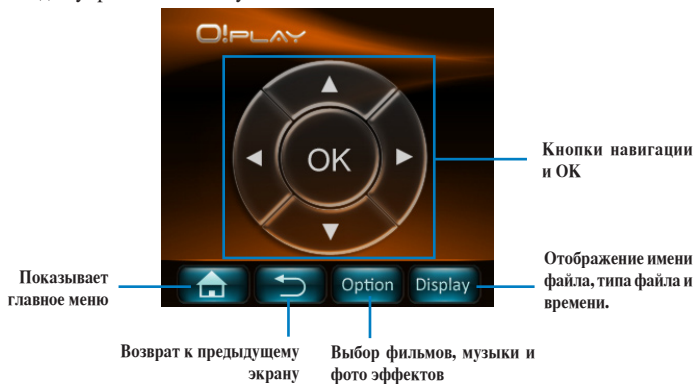 O!PLAY
OK
Кнопки навигации
и OK
Отображение имени
файла, типа файла и
времени.
Показывает
главное меню
Option
Display
Возврат к предыдущему
экрану
Выбор фильмов, музыки и
фото эффектов